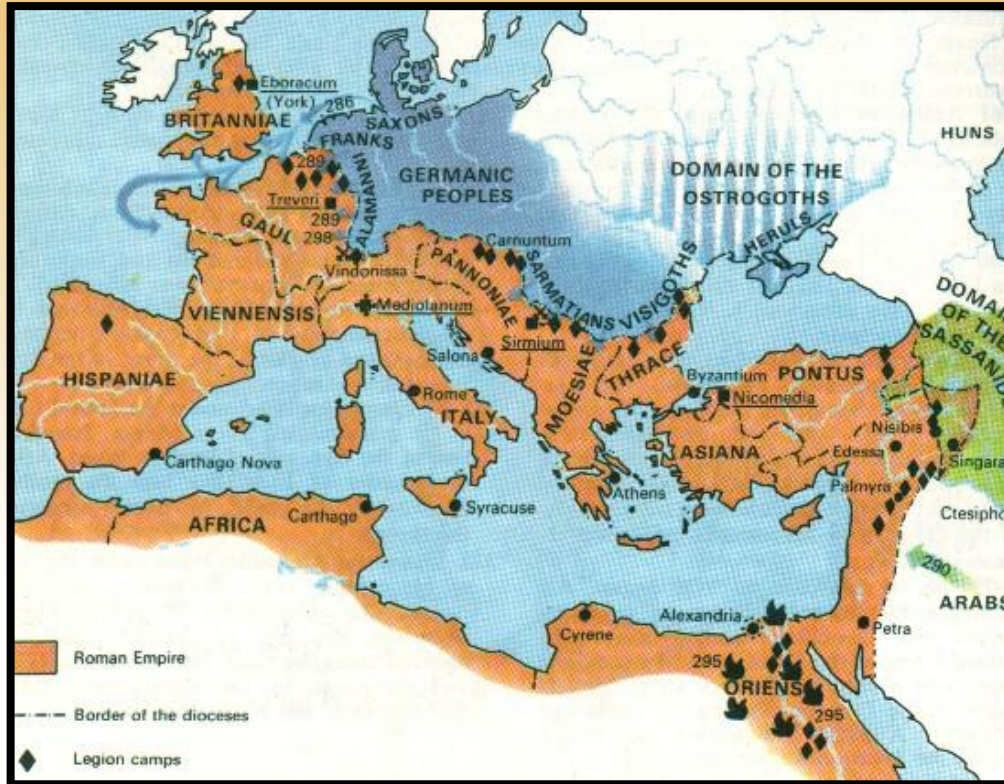 Eboracum
(York)
286
BRITANNIAE
SAXONS
FRANKS
HUNS
289
ALAMANNI
GERMANIC
PEOPLES
DOMAIN OF THE
OSTROGOTHS
Treveri
289
GAUL
298
HERULS
Carnuntum
Vindonissa
PANNONIAE
SARMATIANS
VISIGOTHS
DOMAIN
OF THE
SASSANI
VIENNENSIS
Mediolanum
Sirmium
Salona
HISPANIAE
Rome
ITALY
MOESIAE
THRACE
Byzantium
PONTUS
Nicomedia
Nisibis
ASIANA
Edessa
Singara
Carthago Nova
Palmyra
Athens
AFRICA
Carthage
Syracuse
Ctesipho
290
ARABS
Alexandria
Cyrene
Petra
295
ORIENS
295
Roman Empire
Border of the dioceses
Legion camps